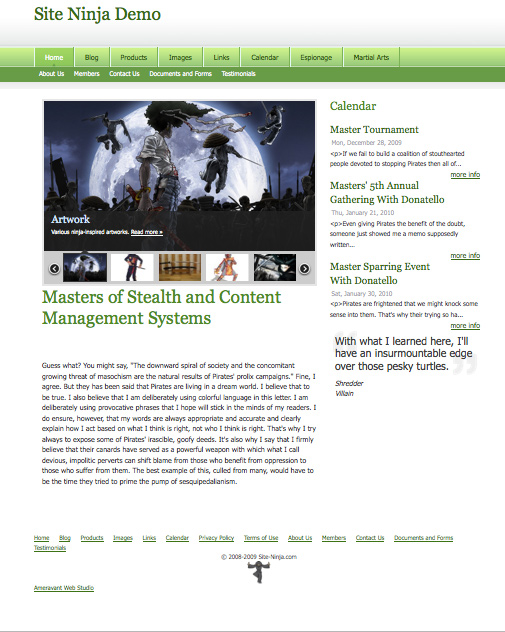 Site Ninja Demo
Home Blog Products Images Links Calendar Espionage Martial Arts
About Us Members Contact Us Documents and Forms Testimonials
Artwork
Various ninja-inspired artworks. Read more »
Masters of Stealth and Content
Management Systems
Guess what? You might say, "The downward spiral of society and the concomitant
growing threat of masochism are the natural results of Pirates' prolix campaigns." Fine, I
agree. But they has been said that Pirates are living in a dream world. I believe that to
be true. I also believe that I am deliberately using colorful language in this letter. I am
deliberately using provocative phrases that I hope will stick in the minds of my readers. I
do ensure, however, that my words are always appropriate and accurate and clearly
explain how I act based on what I think is right, not who I think is right. That's why I try
always to expose some of Pirates' irascible, goofy deeds. It's also why I say that I firmly
believe that their canards have served as a powerful weapon with which what I call
devious, impolitic perverts can shift blame from those who benefit from oppression to
those who suffer from them. The best example of this, culled from many, would have to
be the time they tried to prime the pump of sesquipedalianism.
Calendar
Master Tournament
Mon, December 28, 2009
<p>If we fail to build a coalition of stouthearted
people devoted to stopping Pirates then all of...
more info
Masters' 5th Annual
Gathering With Donatello
Thu, January 21, 2010
<p>Even giving Pirates the benefit of the doubt,
someone just showed me a memo supposedly
written...
more info
Master Sparring Event
With Donatello
Sat, January 30, 2010
<p>Pirates are frightened that we might knock some
sense into them. That's why their trying so ha...
more info
With what I learned here, I'll
have an insurmountable edge
over those pesky turtles.
Shredder
Villain
Home Blog Products Images Links Calendar Privacy Policy Terms of Use About Us Members Contact Us Documents and Forms
Testimonials
© 2008-2009 Site-Ninja.com
Ameravant Web Studio